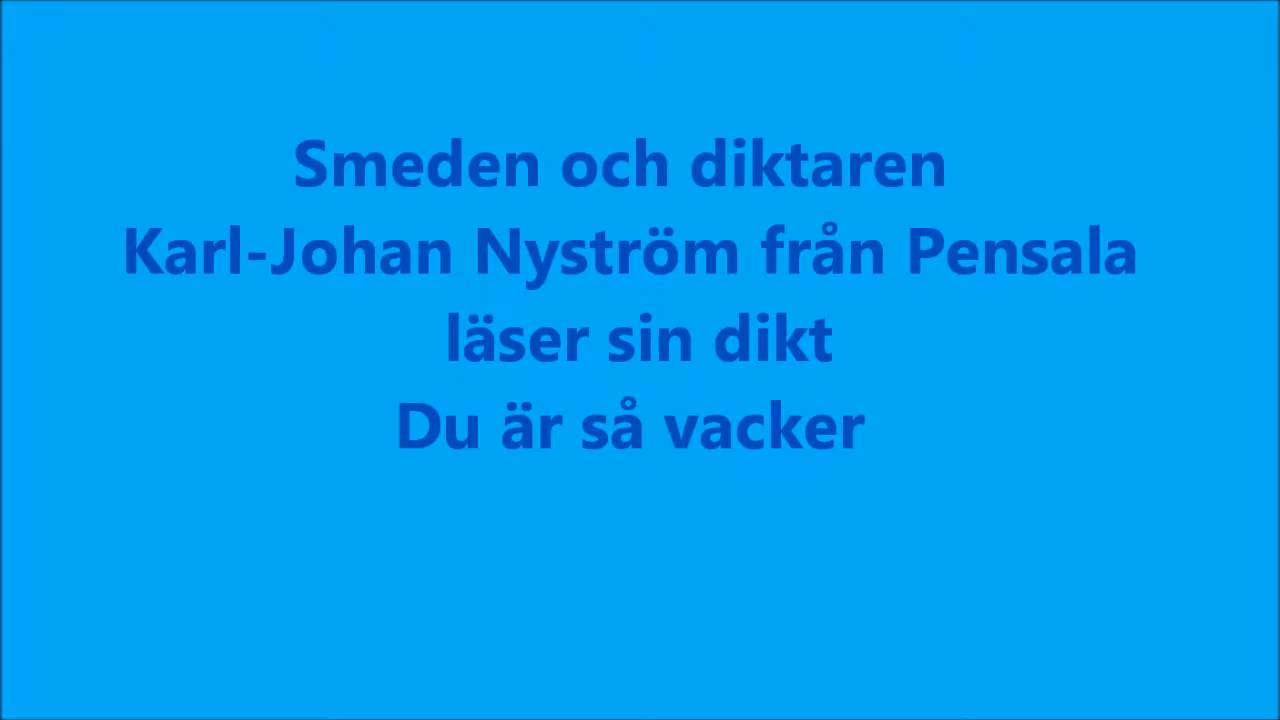 Smeden och diktaren
Karl-Johan Nyström från Pensala
läser sin dikt
Du är så vacker